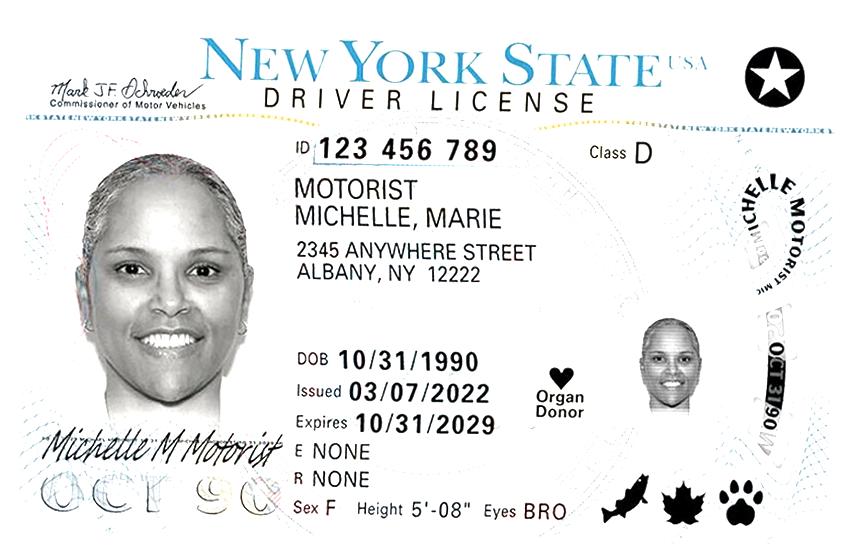 NEW YORK STATE USA
Mark J.F. Schroeder
Commissioner of Motor Vehicles
DRIVER LICENSE
ID 123 456 789
Class D
MOTORIST
MICHELLE, MARIE
2345 ANYWHERE STREET
ALBANY, NY 12222
DOB 10/31/1990
Issued 03/07/2022
Expires 10/31/2029
E NONE
R NONE
Sex F Height 5'-08" Eyes BRO
Organ
Donor
Michelle M Motorist
OCT 90
MICHELLE MOTORIST MIC
OCT 31/90